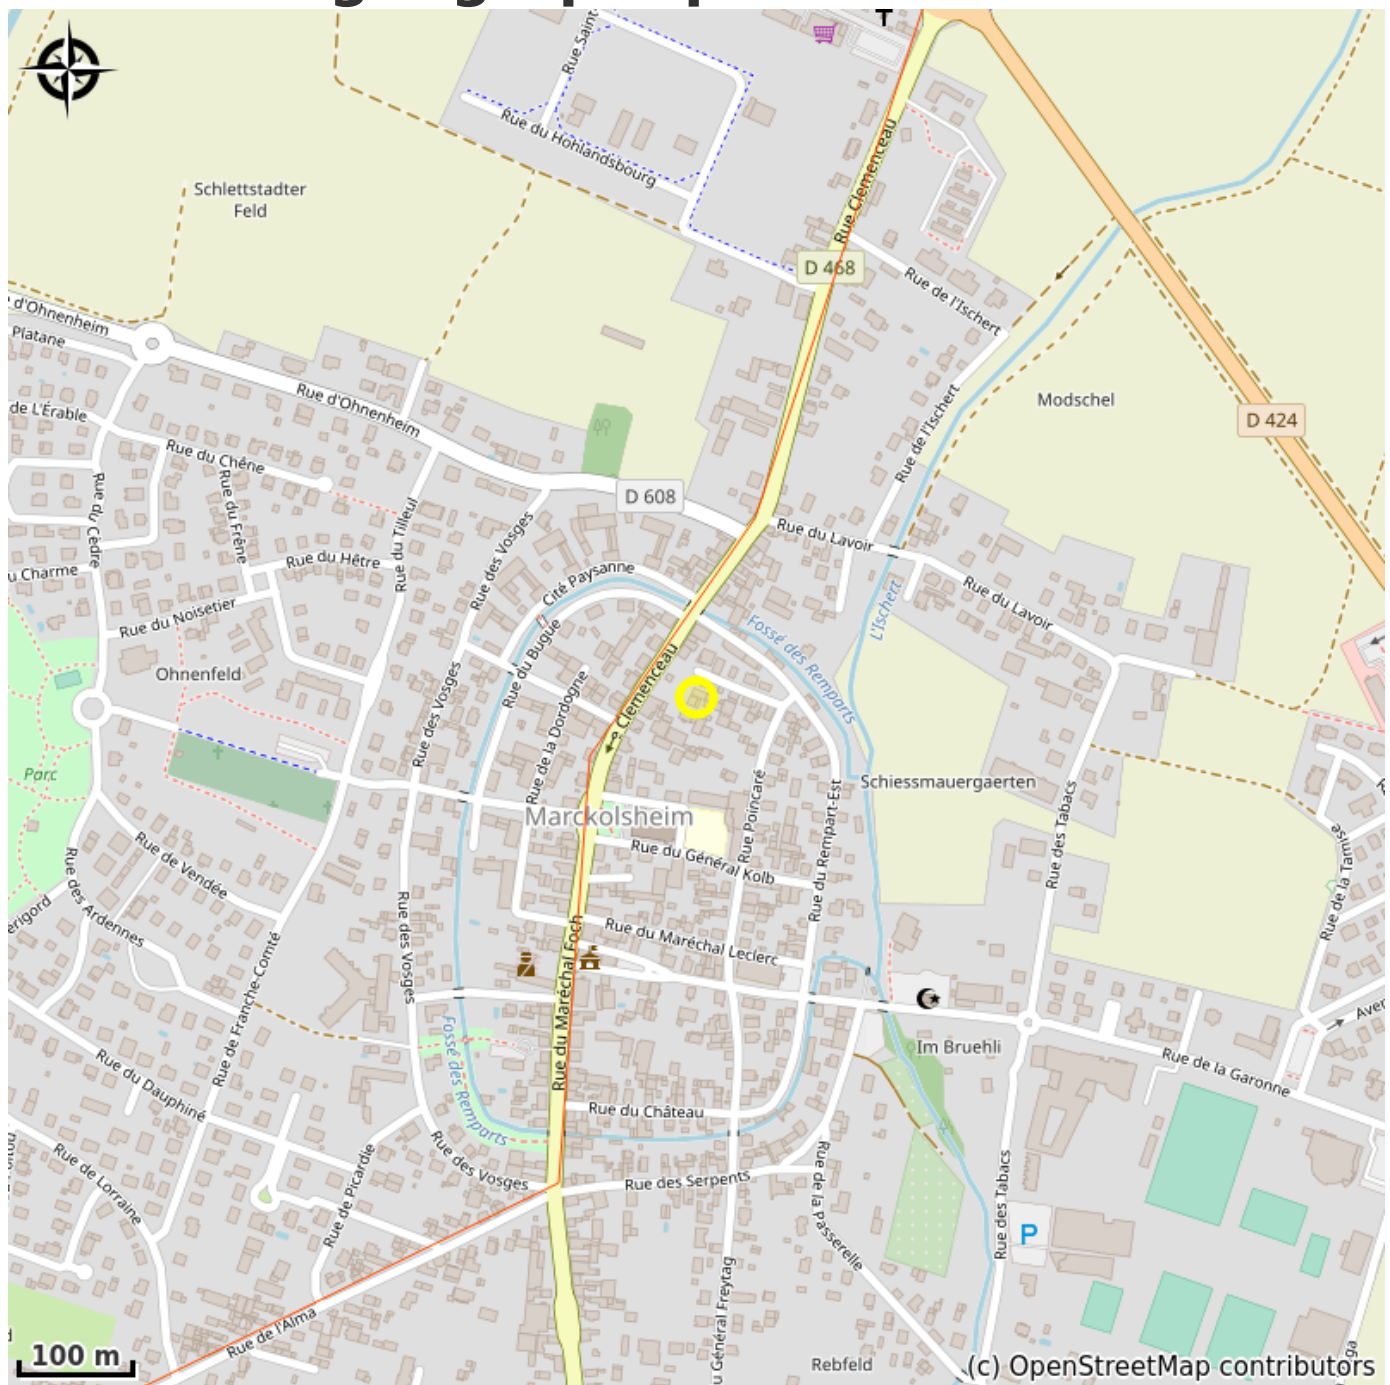 Rue Saint
Rue du Hohlandsbourg
Rue Clemenceau
Schlettstadter
Feld
D 468
Rue de l'Ischert
d'Ohnenheim
Platane
Rue d'Ohnenheim
Modschel
D 424
de L'Érable
Rue du Chêne
Rue de l'Ischert
Rue du Cèdre
Rue du Frêne
Rue du Tilleul
D 608
Rue des Vosges
Rue du Lavoir
Rue du Hêtre
u Charme
Cité Paysanne
Rue du Lavoir
Rue du Noisetier
L'Ischert
Fossé des Remparts
Rue du Bugue
Ohnenfeld
Rue des Vosges
Rue de la Dordogne
Clemenceau
Parc
Schiessmauergaerten
Marckolsheim
Rue Poincaré
Rue du Rempart-Est
Rue des Tabacs
Rue de la Tamise
Rue de Vendée
Rue du Général Kolb
Rue des Ardennes
érigord
Rue des Vosges
Rue du Maréchal Foch
Rue du Maréchal Leclerc
Rue de Franche-Comté
Aven
Fossé des Remparts
Im Bruehli
Rue de la Garonne
Rue du Dauphiné
Rue du Château
Rue de Lorraine
Rue de Picardie
Rue des Vosges
Rue des Serpents
Rue de la Passerelle
Rue des Tabacs
P
u Général Freytag
Rue de l'Alma
Rebfeld
100 m
(c) OpenStreetMap contributors